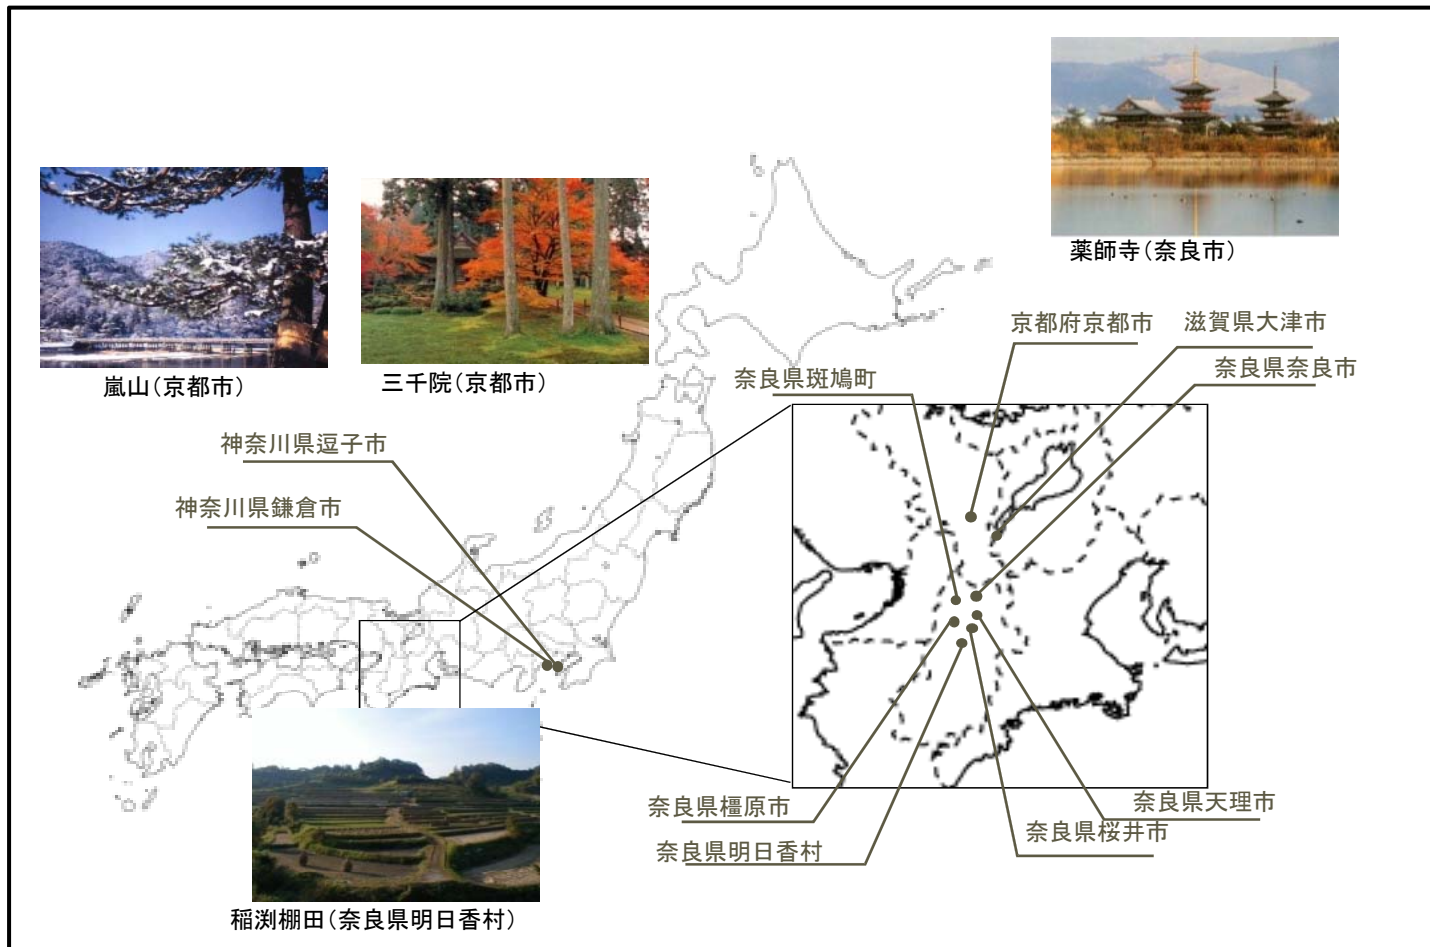 薬師寺(奈良市)
嵐山(京都市)
三千院(京都市)
京都府京都市
滋賀県大津市
奈良県斑鳩町
奈良県奈良市
神奈川県逗子市
神奈川県鎌倉市
奈良県橿原市
奈良県天理市
奈良県明日香村
奈良県桜井市
稲渕棚田(奈良県明日香村)